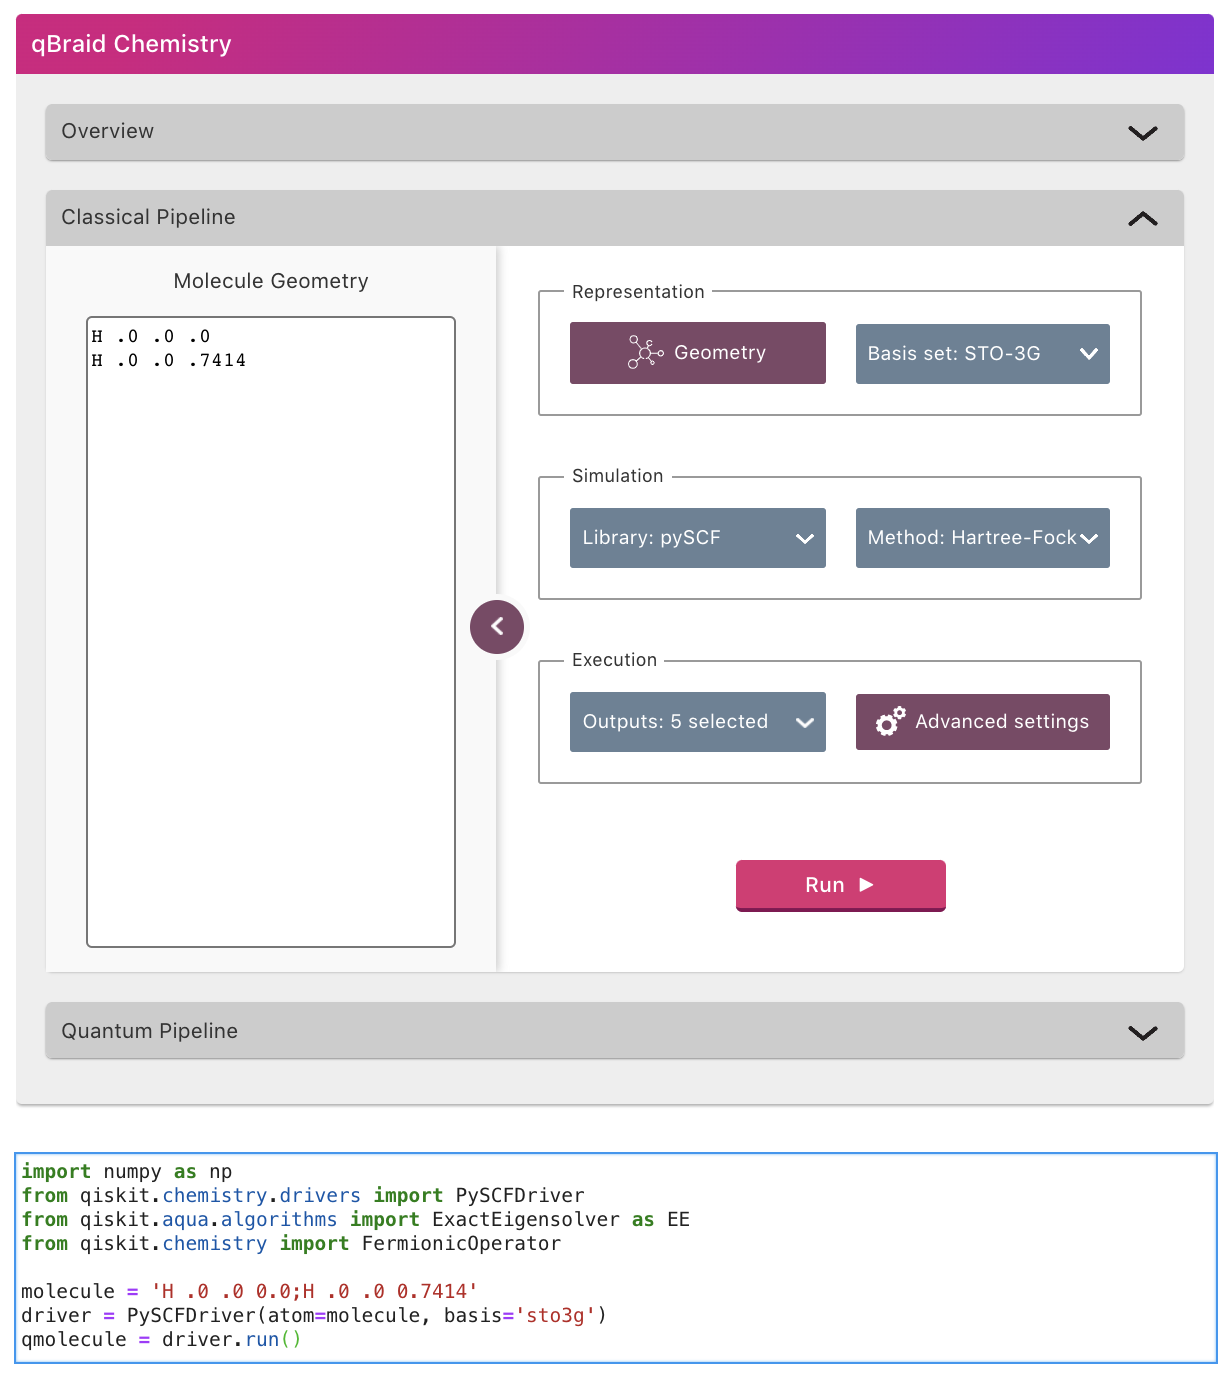 qBraid Chemistry
Overview
Classical Pipeline
Molecule Geometry
H .0 .0 .0
H .0 .0 .7414
Representation
Geometry
Basis set: STO-3G
Simulation
Library: pySCF
Method: Hartree-Fock
Execution
Outputs: 5 selected
Advanced settings
Run
Quantum Pipeline
import numpy as np
from qiskit.chemistry.drivers import PySCFDriver
from qiskit.aqua.algorithms import ExactEigensolver as EE
from qiskit.chemistry import FermionicOperator
molecule = 'H .0 .0 0.0;H .0 .0 0.7414'
driver = PySCFDriver(atom=molecule, basis='sto3g')
qmolecule = driver.run()